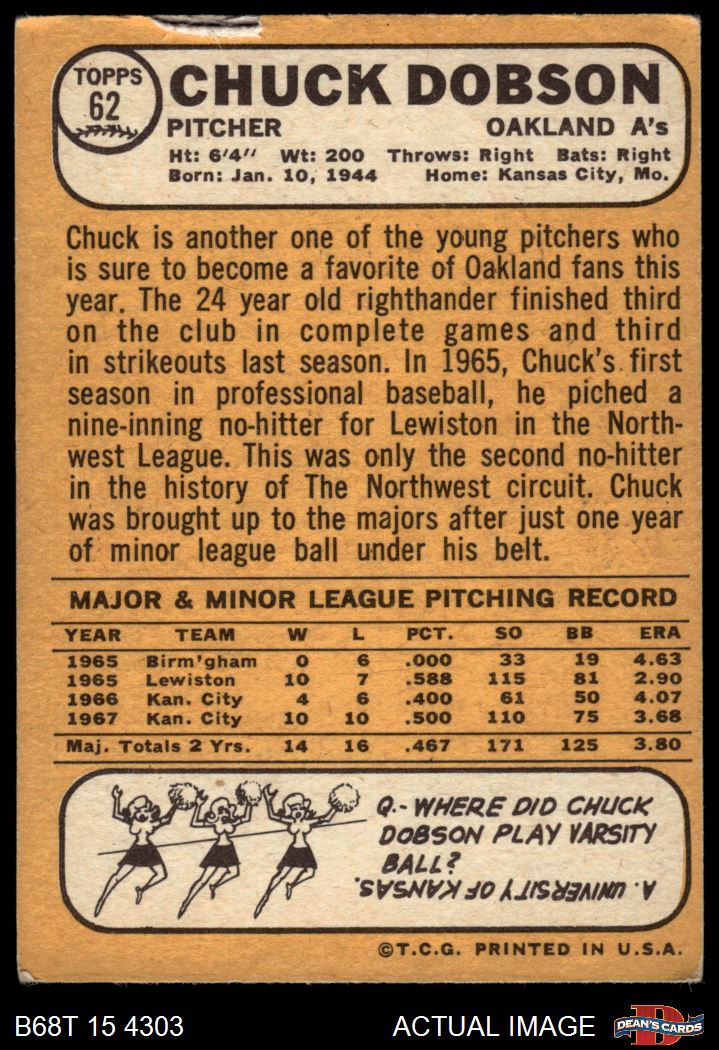 TOPPS
62
CHUCK DOBSON
PITCHER OAKLAND A's
Ht: 6'4" Wt: 200 Throws: Right Bats: Right
Born: Jan. 10, 1944 Home: Kansas City, Mo.
Chuck is another one of the young pitchers who
is sure to become a favorite of Oakland fans this
year. The 24 year old righthander finished third
on the club in complete games and third
in strikeouts last season. In 1965, Chuck's first
season in professional baseball, he piched a
nine-inning no-hitter for Lewiston in the North-
west League. This was only the second no-hitter
in the history of The Northwest circuit. Chuck
was brought up to the majors after just one year
of minor league ball under his belt.
MAJOR & MINOR LEAGUE PITCHING RECORD
YEAR TEAM W L PCT. SO BB ERA
1965 Birm'gham 0 6 .000 33 19 4.63
1965 Lewiston 10 7 .588 115 81 2.90
1966 Kan. City 4 6 .400 61 50 4.07
1967 Kan. City 10 10 .500 110 75 3.68
Maj. Totals 2 Yrs. 14 16 .467 171 125 3.80
Q.- WHERE DID CHUCK
DOBSON PLAY VARSITY
BALL?
A. UNIVERSITY OF KANSAS.
©T.C.G. PRINTED IN U.S.A.
B68T 15 4303 ACTUAL IMAGE D DEAN'S CARDS